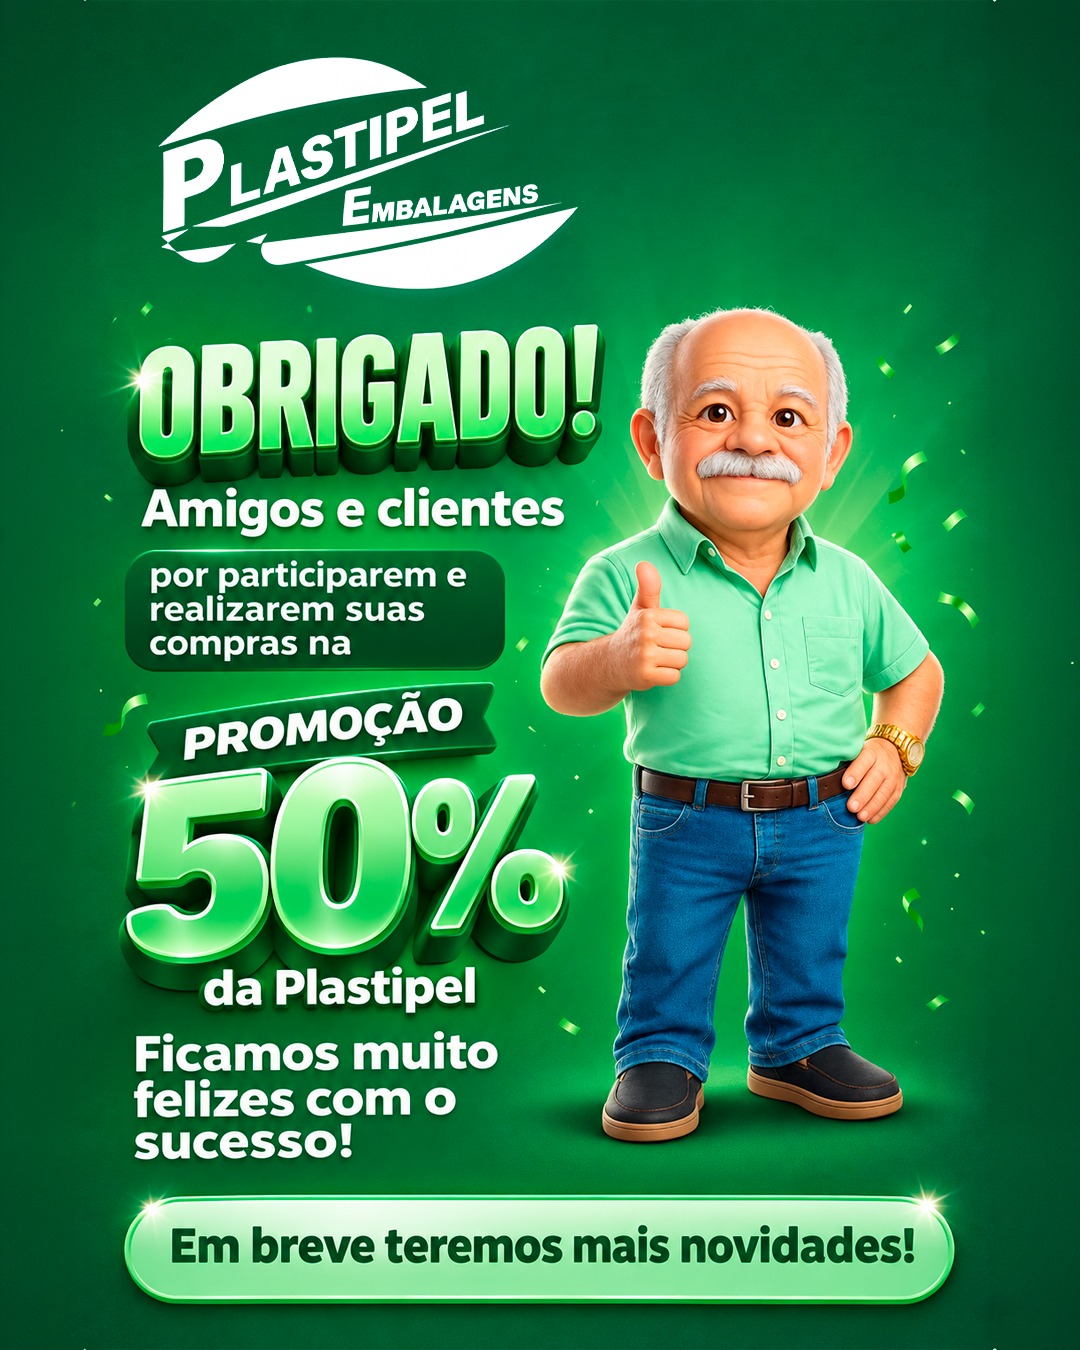 PLASTIPEL
EMBALAGENS
OBRIGADO!
Amigos e clientes
por participarem e
realizarem suas
compras na
PROMOÇÃO
50%
da Plastipel
Ficamos muito
felizes com o
sucesso!
Em breve teremos mais novidades!